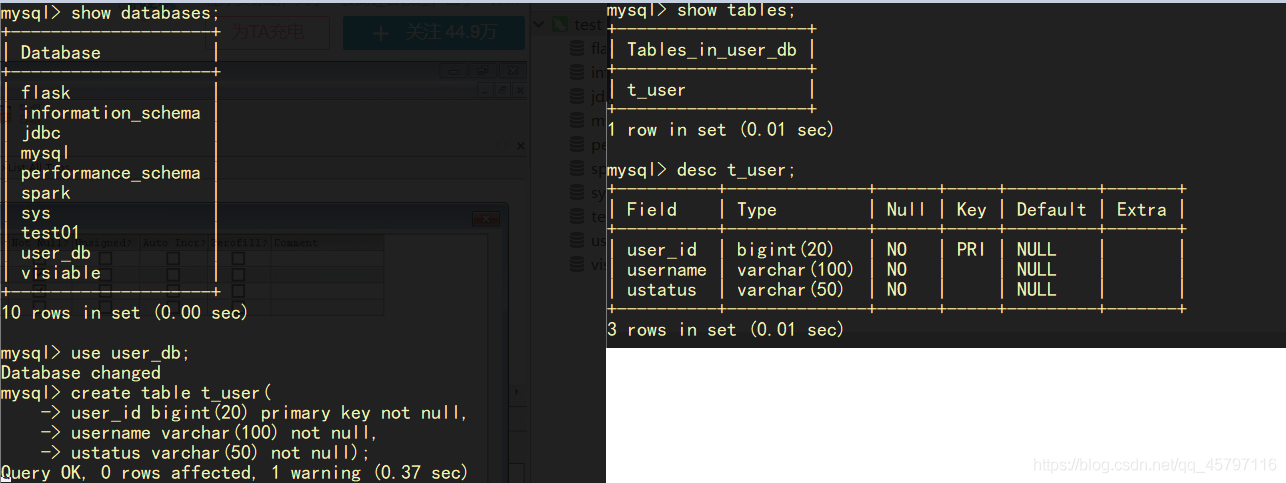 mysql> show databases;
+--------------------+
| Database           |
+--------------------+
| flask              |
| information_schema |
| jdbc               |
| mysql              |
| performance_schema |
| spark              |
| sys                |
| test01             |
| user_db            |
| visiable           |
+--------------------+
10 rows in set (0.00 sec)
mysql> use user_db;
Database changed
mysql> create table t_user(
    -> user_id bigint(20) primary key not null,
    -> username varchar(100) not null,
    -> ustatus varchar(50) not null);
Query OK, 0 rows affected, 1 warning (0.37 sec)
为TA充电
+ 关注 44.9万
Auto Incr?
Zerofill?
Comment
test
mysql> show tables;
+-------------------+
| Tables_in_user_db |
+-------------------+
| t_user            |
+-------------------+
1 row in set (0.01 sec)
mysql> desc t_user;
+----------+--------------+------+-----+---------+-------+
| Field    | Type         | Null | Key | Default | Extra |
+----------+--------------+------+-----+---------+-------+
| user_id  | bigint(20)   | NO   | PRI | NULL    |       |
| username | varchar(100) | NO   |     | NULL    |       |
| ustatus  | varchar(50)  | NO   |     | NULL    |       |
+----------+--------------+------+-----+---------+-------+
3 rows in set (0.01 sec)
https://blog.csdn.net/qq_45797116